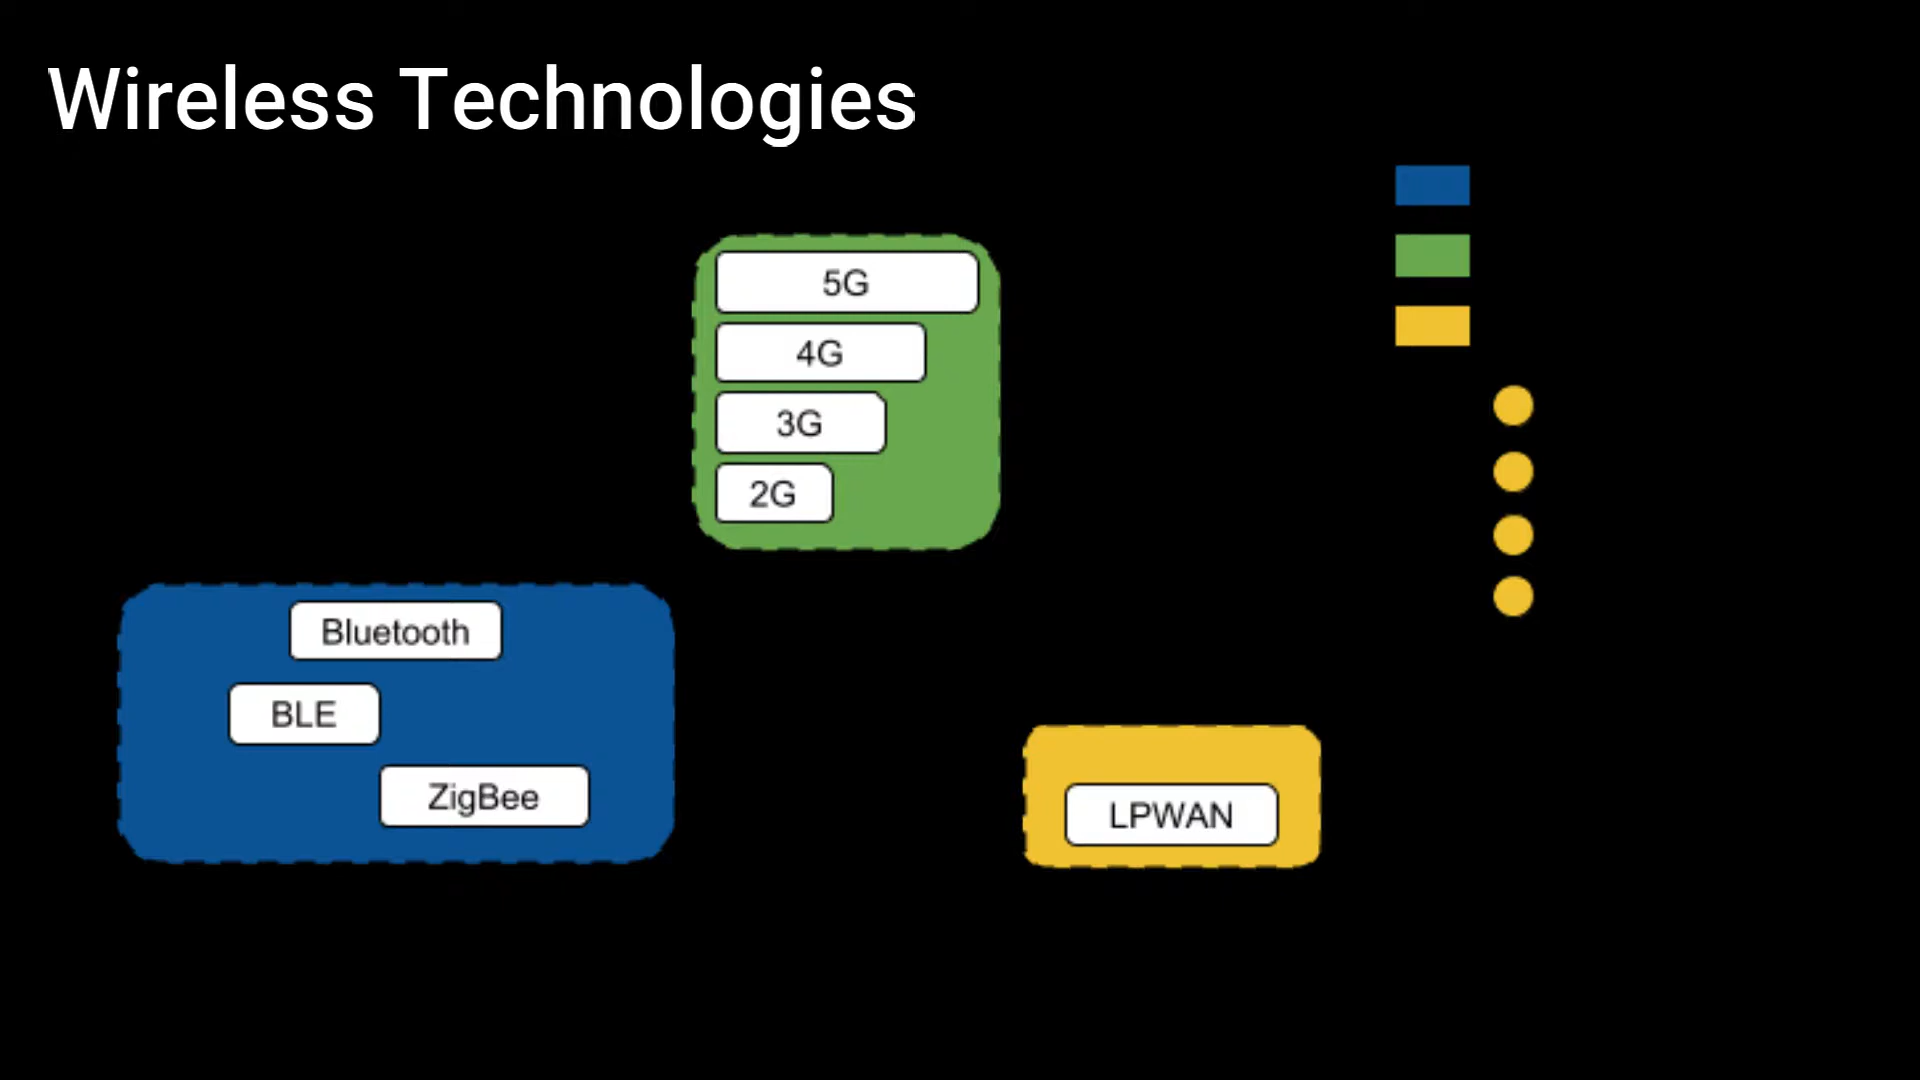 Wireless Technologies
5G
4G
3G
2G
Bluetooth
BLE
ZigBee
LPWAN